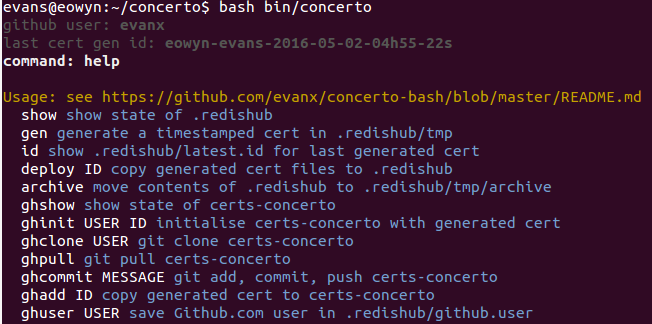 evans@eowyn:~/concerto$ bash bin/concerto
github user: evanx
last cert gen id: eowyn-evans-2016-05-02-04h55-22s
command: help
Usage: see https://github.com/evanx/concerto-bash/blob/master/README.md
show show state of .redishub
gen generate a timestamped cert in .redishub/tmp
id show .redishub/latest.id for last generated cert
deploy ID copy generated cert files to .redishub
archive move contents of .redishub to .redishub/tmp/archive
ghshow show state of certs-concerto
ghinit USER ID initialise certs-concerto with generated cert
ghclone USER git clone certs-concerto
ghpull git pull certs-concerto
ghcommit MESSAGE git add, commit, push certs-concerto
ghadd ID copy generated cert to certs-concerto
ghuser USER save Github.com user in .redishub/github.user